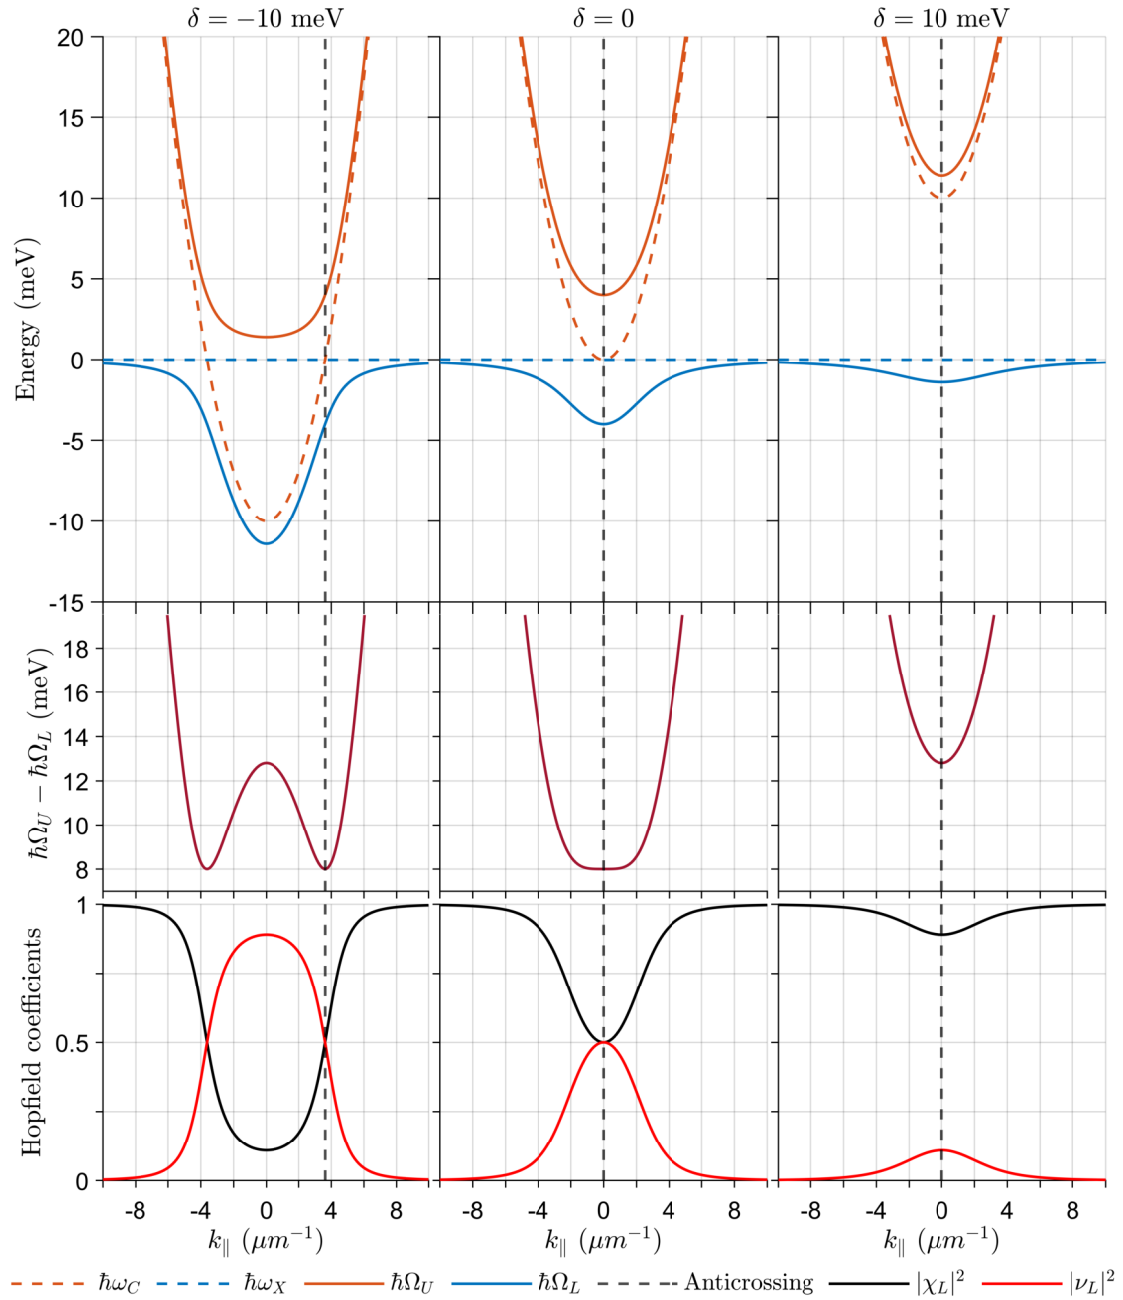 δ = −10 meV
δ = 0
δ = 10 meV
20
15
10
5
0
-5
-10
-15
Energy (meV)
18
16
14
12
10
8
ℏΩ_U − ℏΩ_L (meV)
1
0.5
0
Hopfield coefficients
-8 -4 0 4 8
-8 -4 0 4 8
-8 -4 0 4 8
k_∥ (μm⁻¹)
k_∥ (μm⁻¹)
k_∥ (μm⁻¹)
ℏω_C ℏω_X ℏΩ_U ℏΩ_L Anticrossing |χ_L|² |ν_L|²